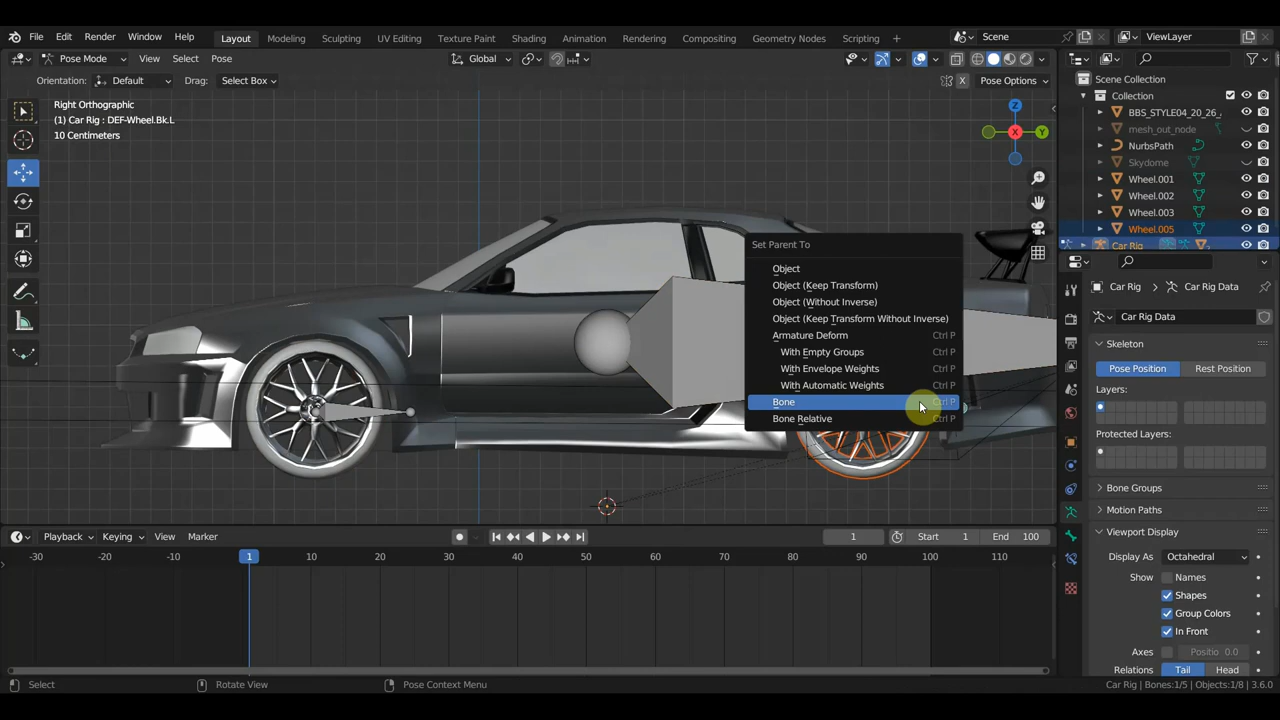 File Edit Render Window Help Layout Modeling Sculpting UV Editing Texture Paint Shading Animation Rendering Compositing Geometry Nodes Scripting + Scene ViewLayer
Pose Mode View Select Pose Global X Pose Options
Orientation: Default Drag: Select Box
Right Orthographic
(1) Car Rig : DEF-Wheel.Bk.L
10 Centimeters
Z
Y
X
Set Parent To
Object
Object (Keep Transform)
Object (Without Inverse)
Object (Keep Transform Without Inverse)
Armature Deform Ctrl P
With Empty Groups Ctrl P
With Envelope Weights Ctrl P
With Automatic Weights Ctrl P
Bone Ctrl P
Bone Relative Ctrl P
Scene Collection
Collection
BBS_STYLE04_20_26_
mesh_out_node
NurbsPath
Skydome
Wheel.001
Wheel.002
Wheel.003
Wheel.005
Car Rig
Car Rig > Car Rig Data
Car Rig Data
Skeleton
Pose Position Rest Position
Layers:
Protected Layers:
Bone Groups
Motion Paths
Viewport Display
Display As Octahedral
Show Names
Shapes
Group Colors
In Front
Axes Positio 0.0
Relations Tail Head
Playback Keying View Marker 1 Start 1 End 100
-30 -20 -10 1 10 20 30 40 50 60 70 80 90 100 110
Select Rotate View Pose Context Menu Car Rig | Bones:1/5 | Objects:1/8 | 3.6.0